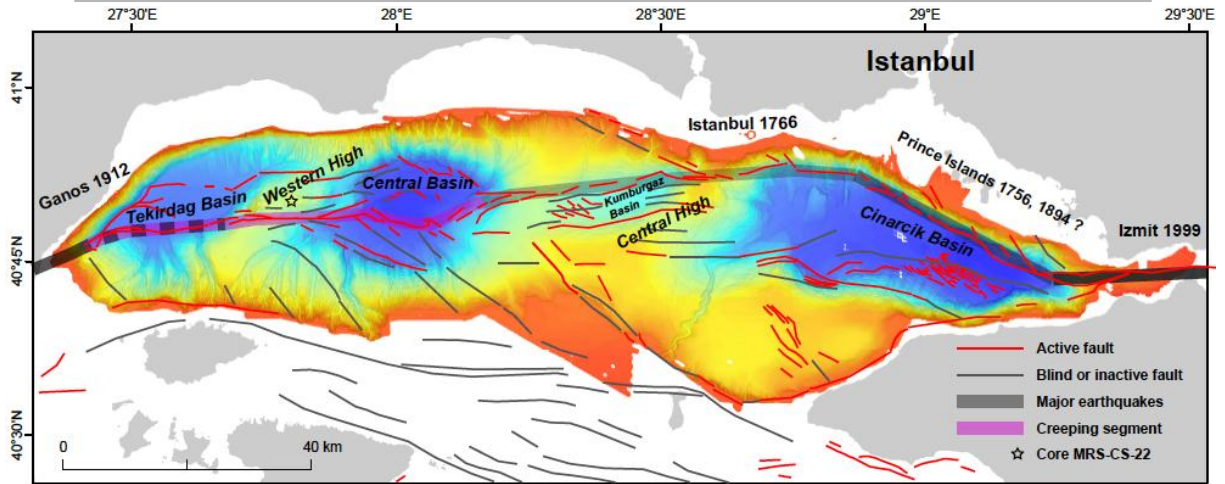 27°30'E
28°E
28°30'E
29°E
29°30'E
41°N
40°45'N
40°30'N
Istanbul
Istanbul 1766
Prince Islands 1756, 1894 ?
Ganos 1912
Western High
Tekirdag Basin
Central Basin
Kumburgaz
Basin
Central High
Cinarcik Basin
Izmit 1999
Active fault
Blind or inactive fault
Major earthquakes
Creeping segment
Core MRS-CS-22
0
40 km